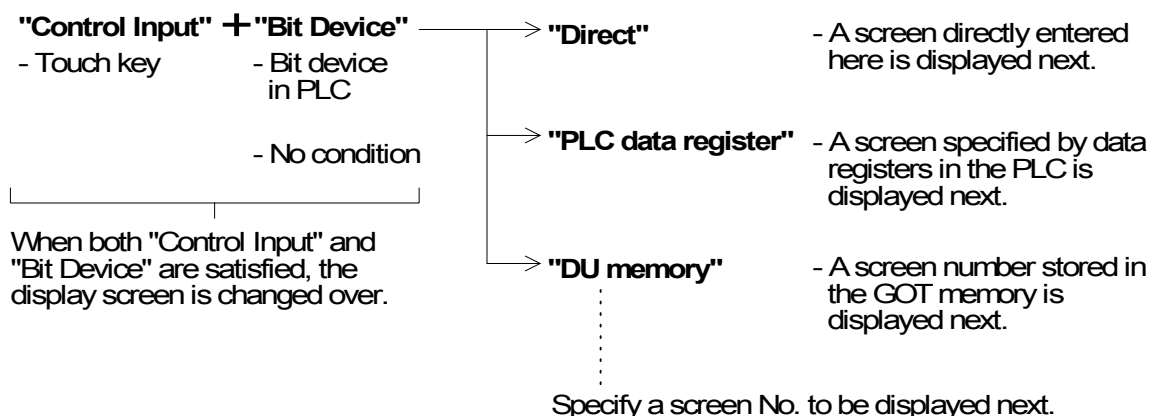 "Control Input" + "Bit Device"
- Touch key
- Bit device
in PLC
- No condition
When both "Control Input" and
"Bit Device" are satisfied, the
display screen is changed over.
"Direct"
- A screen directly entered
here is displayed next.
"PLC data register"
- A screen specified by data
registers in the PLC is
displayed next.
"DU memory"
- A screen number stored in
the GOT memory is
displayed next.
Specify a screen No. to be displayed next.